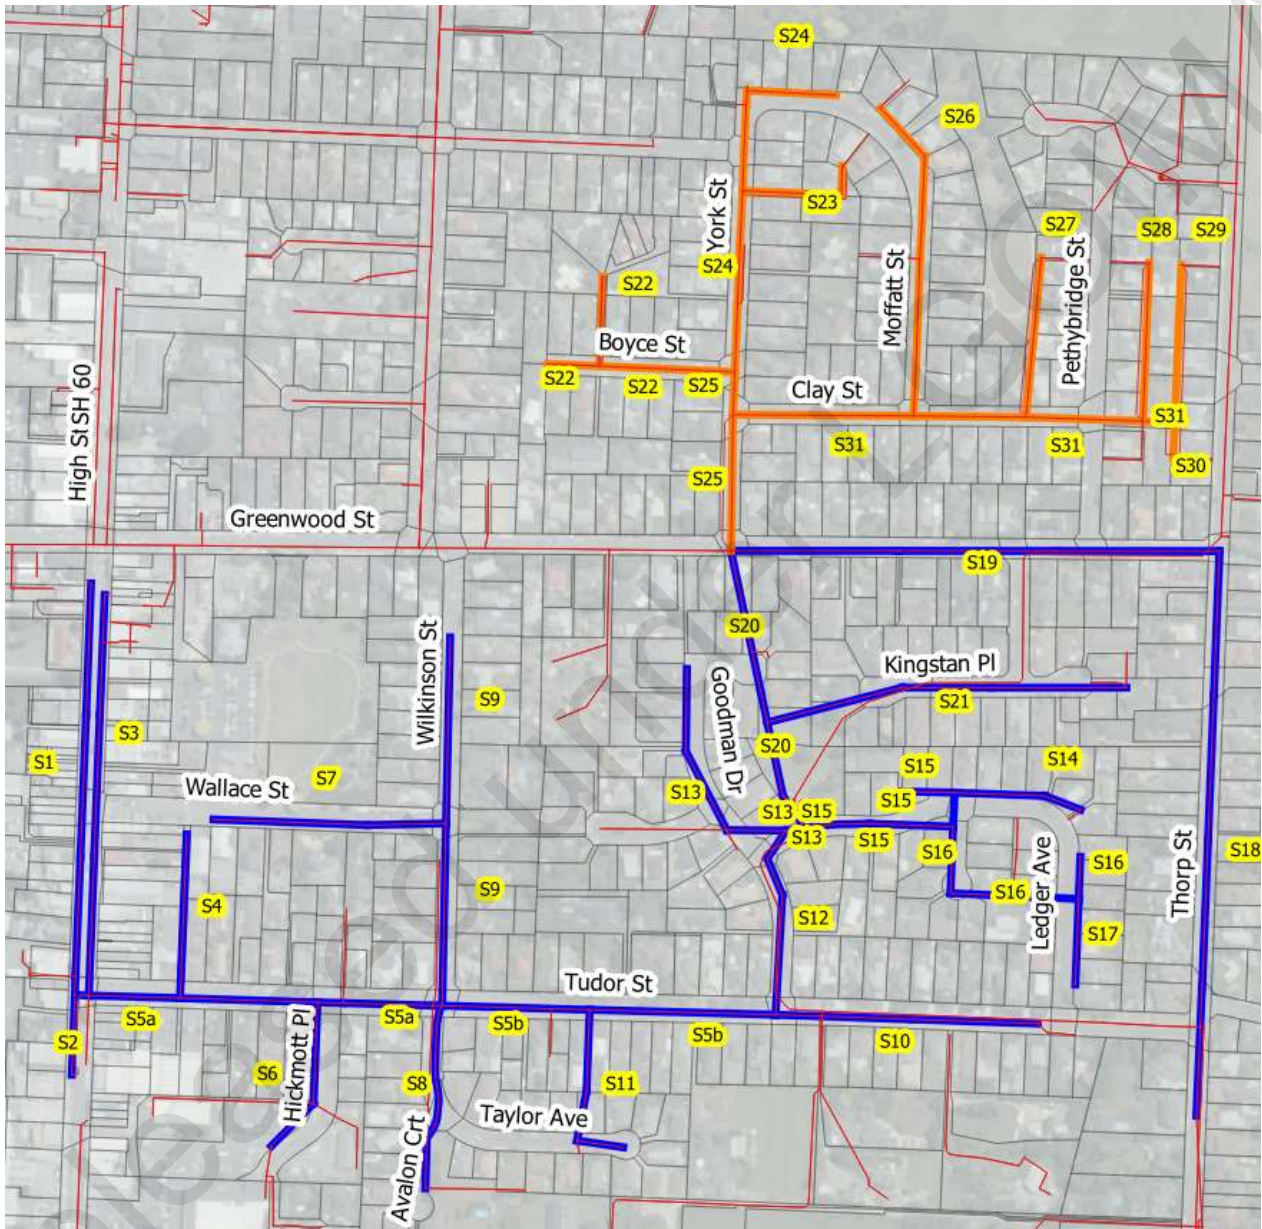 S24
S26
York St
S23
S27
Pethybridge St
S28
S29
S24
Moffatt St
S22
Boyce St
S22
S22
S25
Clay St
High St SH 60
S31
S31
S31
S25
S30
Greenwood St
S19
S20
Wilkinson St
S9
Goodman Dr
Kingstan Pl
S21
S3
S1
S20
S7
Wallace St
S13
S15
S14
S15
S13
S15
S13
S15
S16
S18
S16
S9
S16
Ledger Ave
Thorp St
S4
S12
S17
Tudor St
S5a
S5a
S5b
S5b
S10
S2
Hickmott Pl
S6
S8
S11
Taylor Ave
Avalon Crt